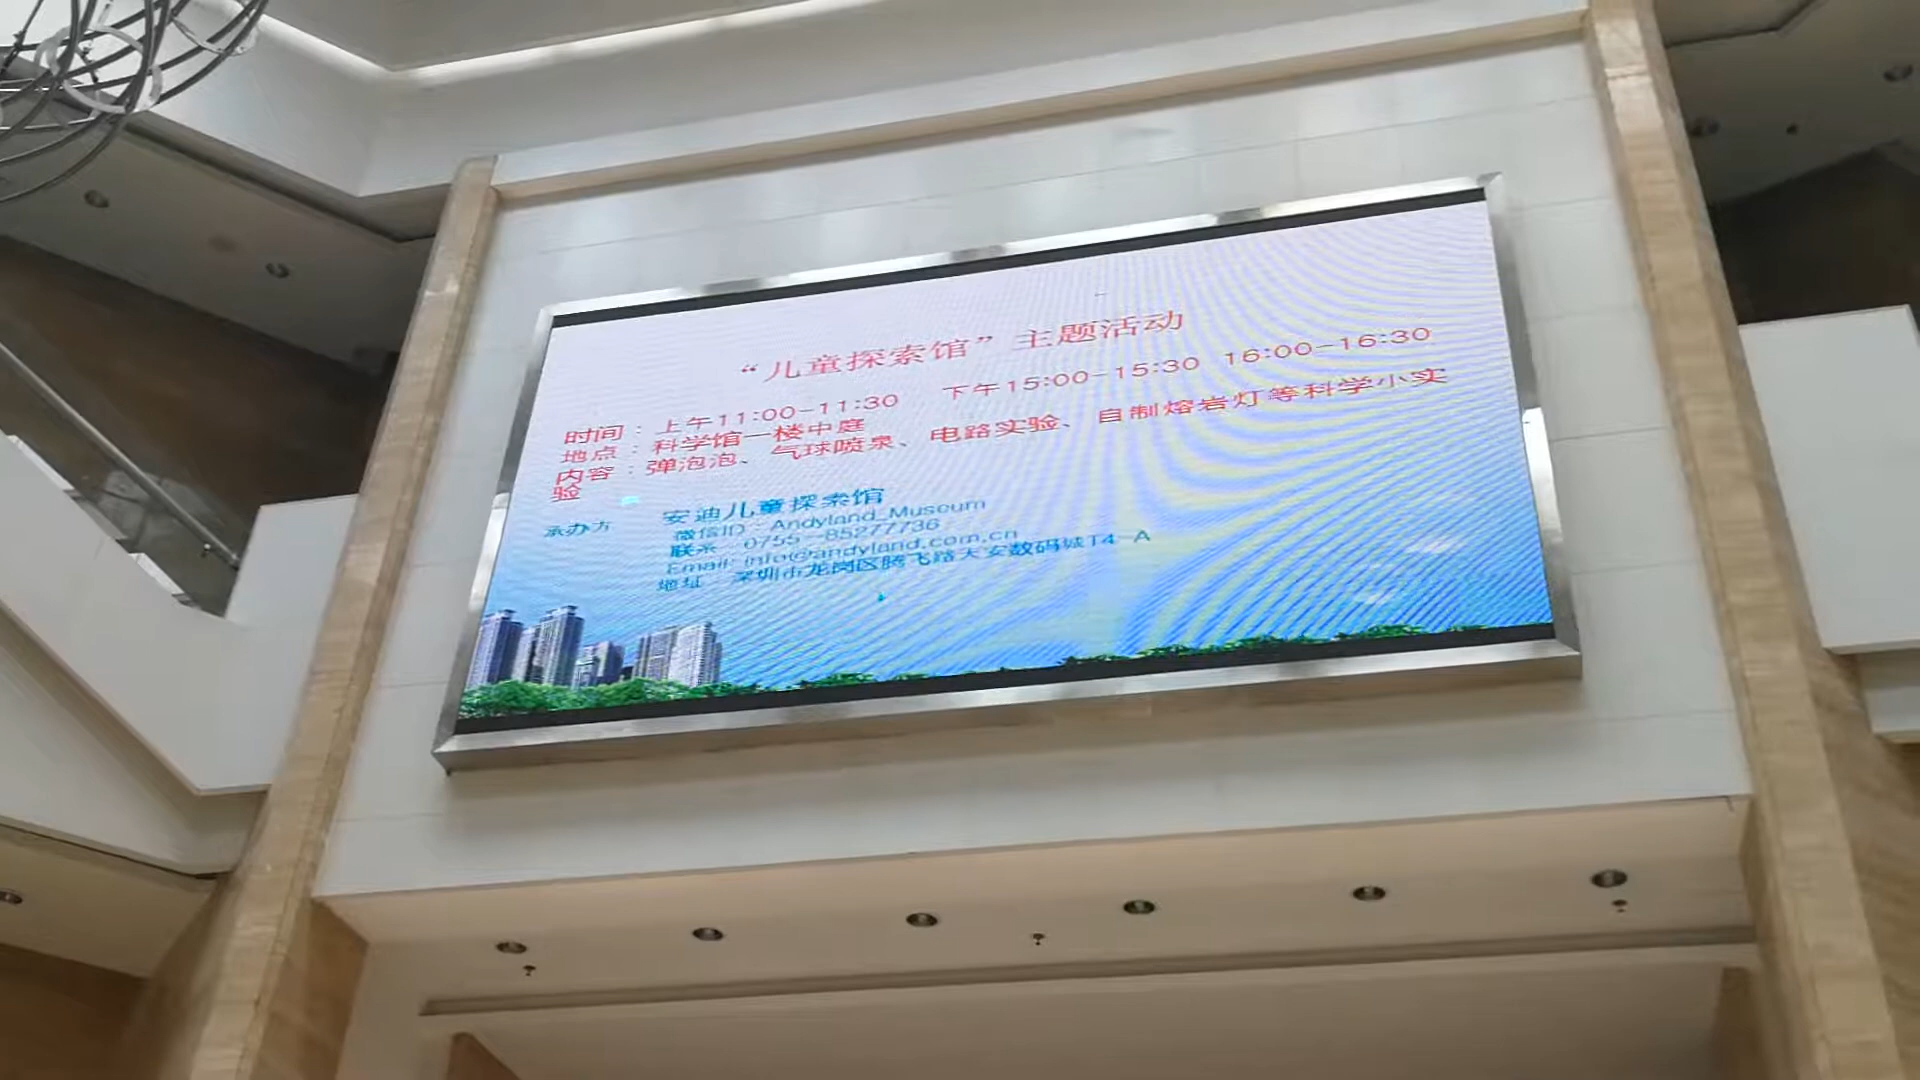 “儿童探索馆”主题活动
时间：上午11:00-11:30 下午15:00-15:30 16:00-16:30
地点：科学馆一楼中庭
内容：弹泡泡、气球喷泉、电路实验、自制熔岩灯等科学小实
验
承办方 安迪儿童探索馆
微信ID：Andyland_Museum
联系：0755-85277736
Email: info@andyland.com.cn
地址 深圳市龙岗区腾飞路天安数码城T4-A